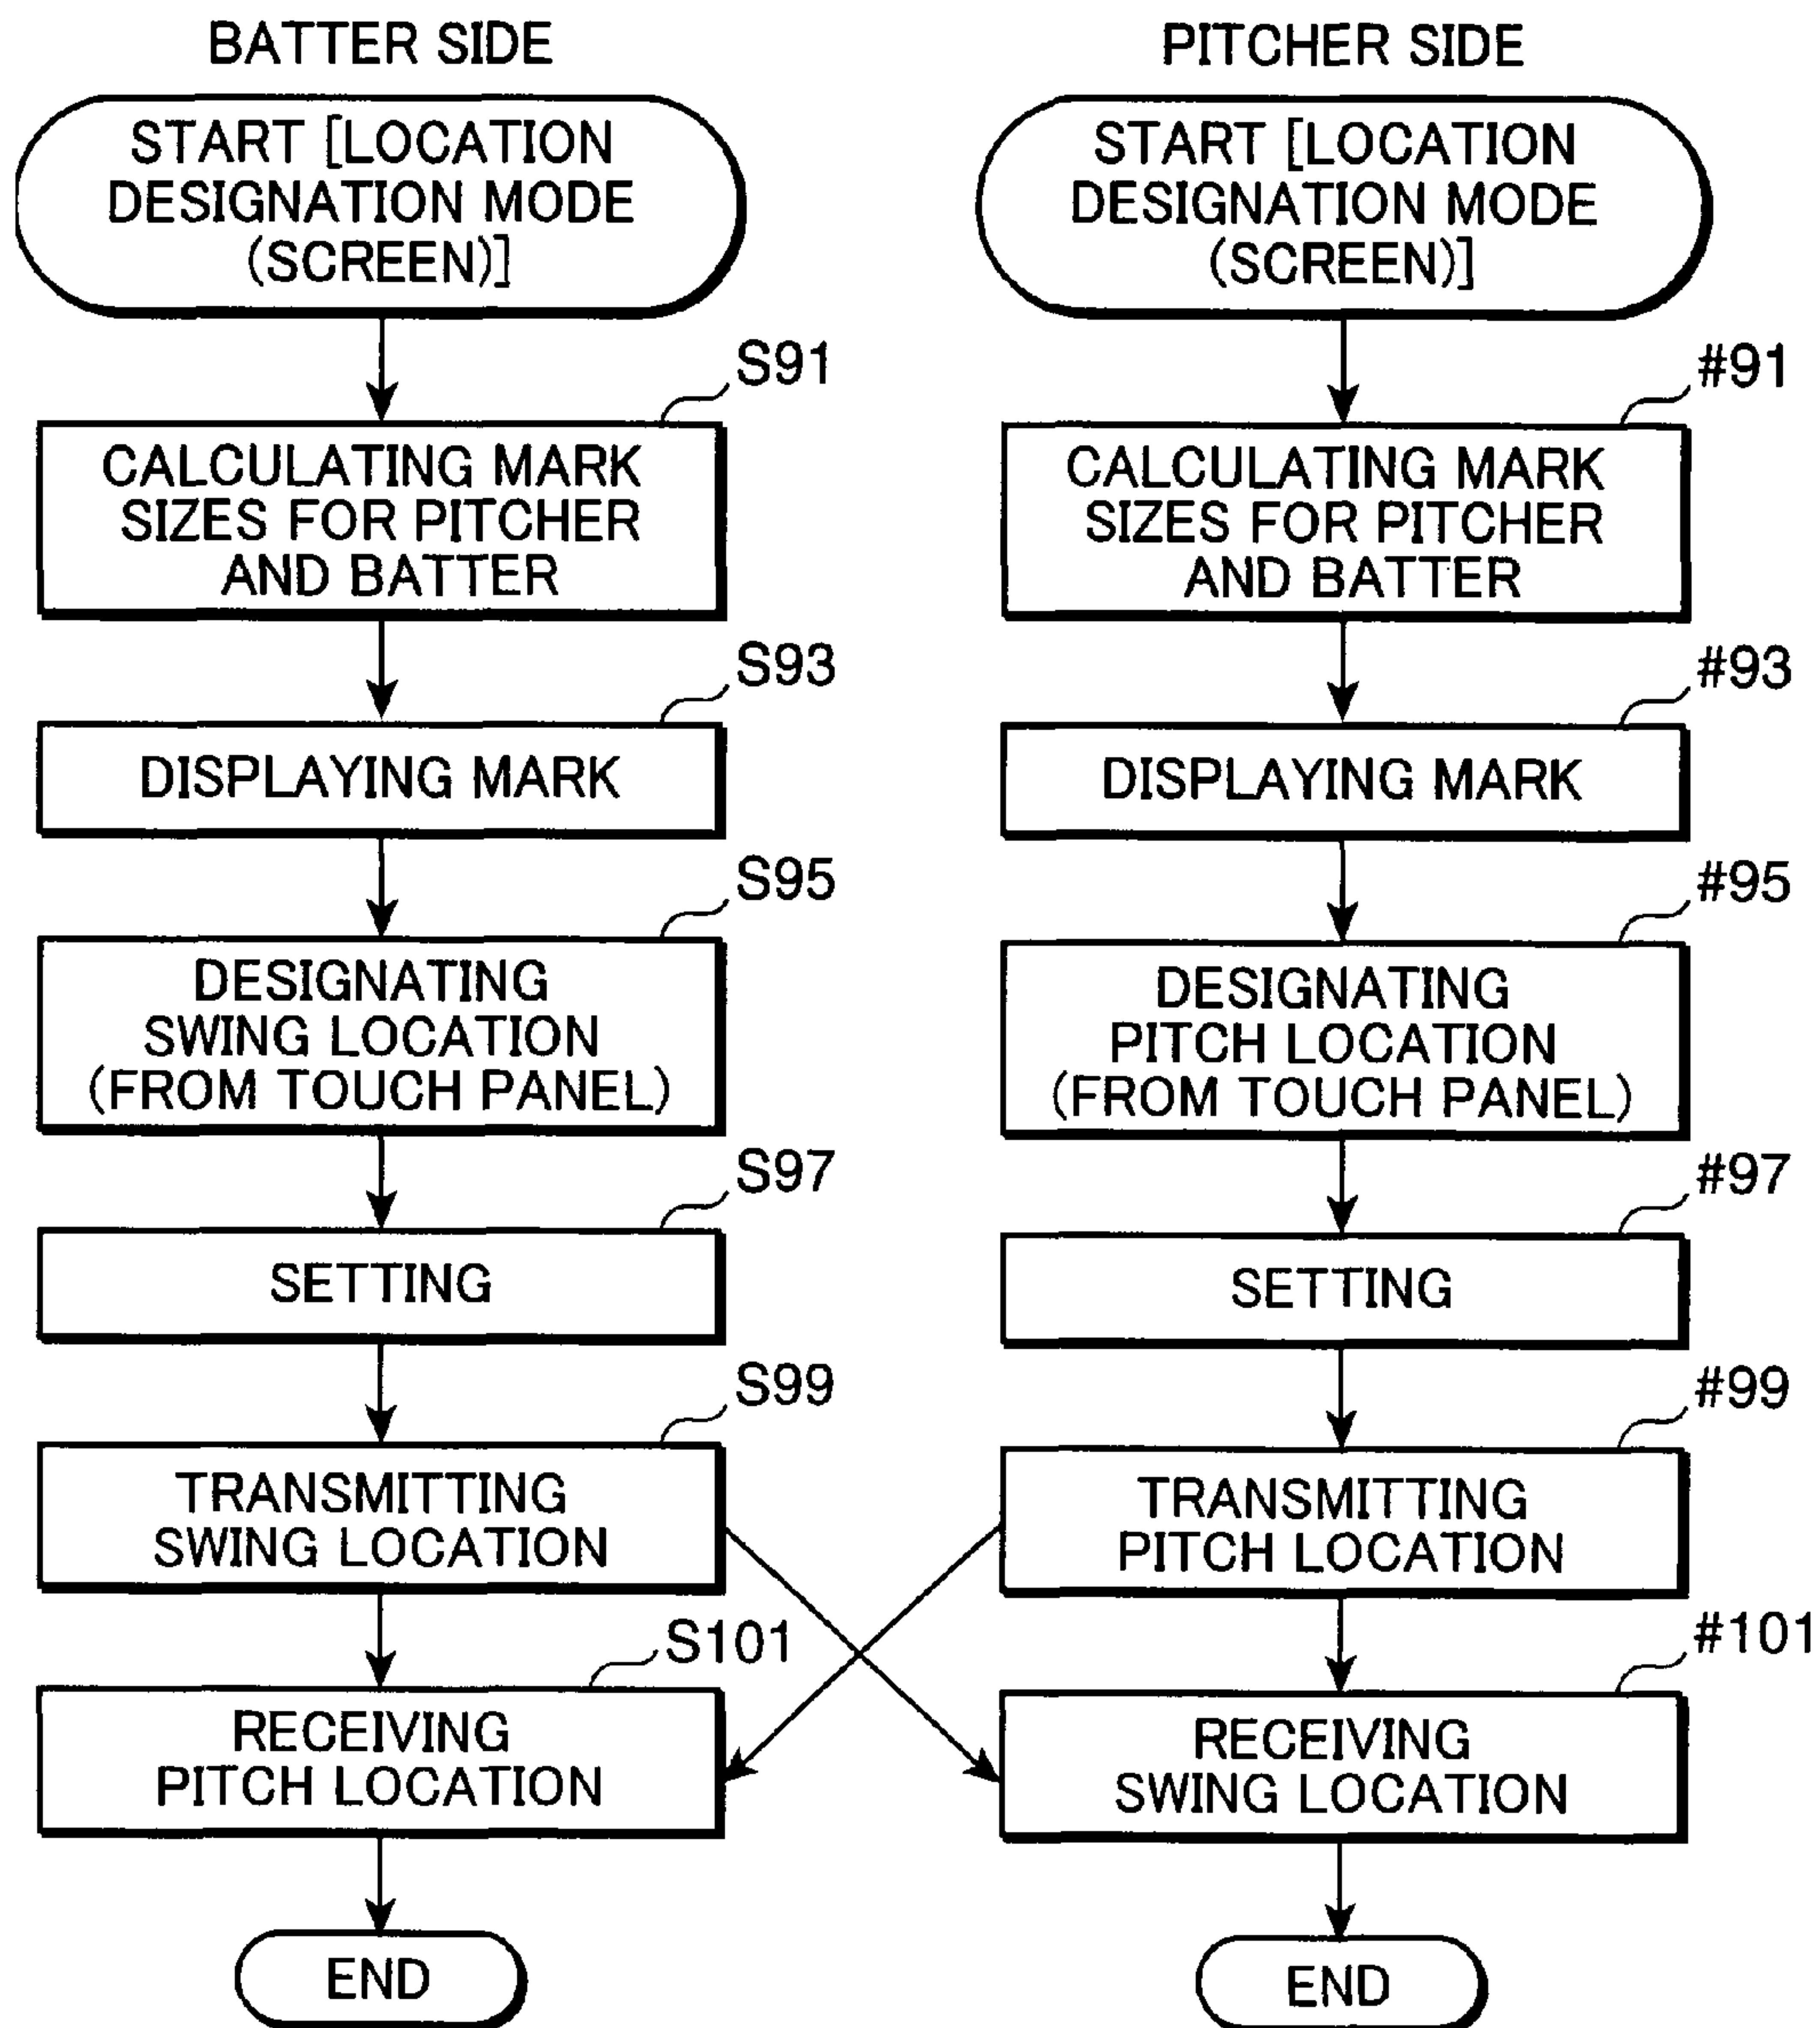 BATTER SIDE
START [LOCATION
DESIGNATION MODE
(SCREEN)]
S91
CALCULATING MARK
SIZES FOR PITCHER
AND BATTER
S93
DISPLAYING MARK
S95
DESIGNATING
SWING LOCATION
(FROM TOUCH PANEL)
S97
SETTING
S99
TRANSMITTING
SWING LOCATION
S101
RECEIVING
PITCH LOCATION
END
PITCHER SIDE
START [LOCATION
DESIGNATION MODE
(SCREEN)]
#91
CALCULATING MARK
SIZES FOR PITCHER
AND BATTER
#93
DISPLAYING MARK
#95
DESIGNATING
PITCH LOCATION
(FROM TOUCH PANEL)
#97
SETTING
#99
TRANSMITTING
PITCH LOCATION
#101
RECEIVING
SWING LOCATION
END